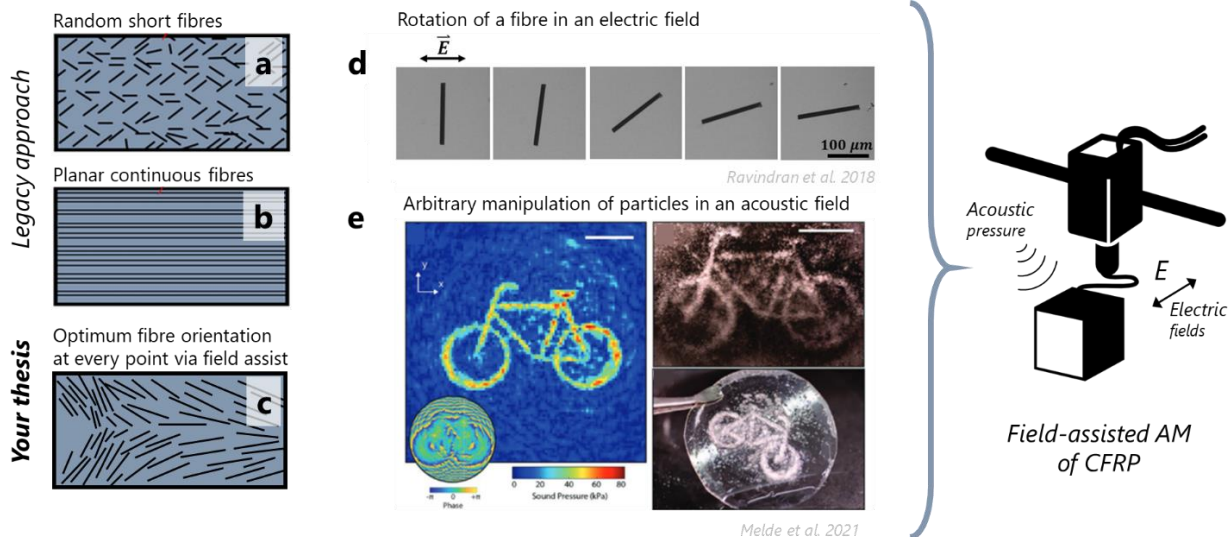 Legacy approach
Your thesis
Random short fibres
a
Planar continuous fibres
b
Optimum fibre orientation
at every point via field assist
c
Rotation of a fibre in an electric field
d
E
100 μm
Ravindran et al. 2018
Arbitrary manipulation of particles in an acoustic field
e
y
x
-π +π
Phase
0 20 40 60 80
Sound Pressure (kPa)
Melde et al. 2021
Acoustic
pressure
E
Electric
fields
Field-assisted AM
of CFRP